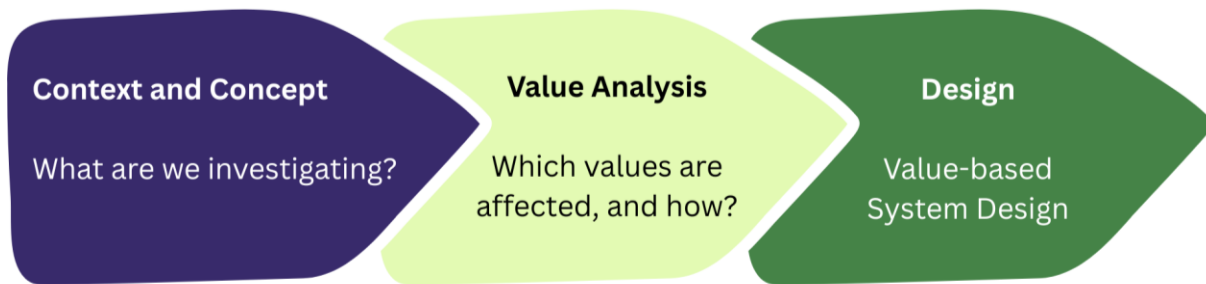 Context and Concept
What are we investigating?
Value Analysis
Which values are
affected, and how?
Design
Value-based
System Design